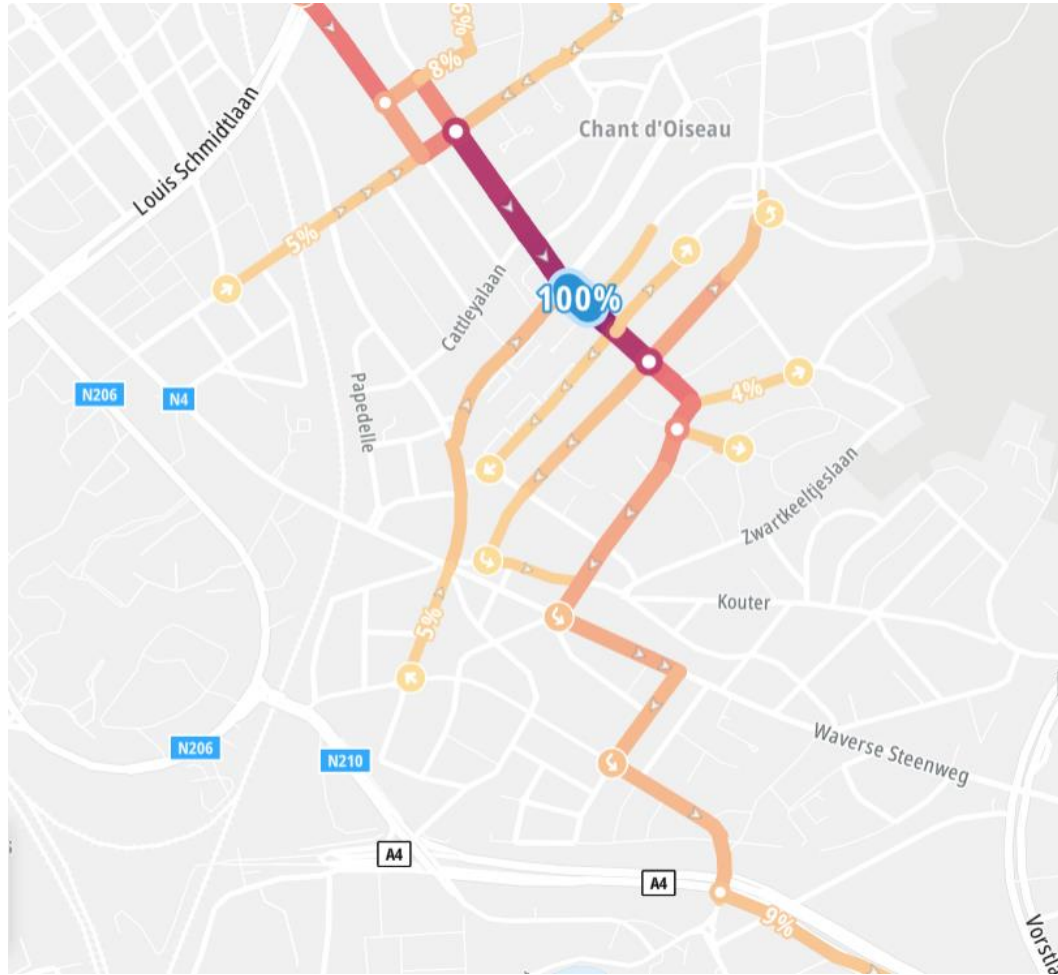 8%
Louis Schmidtlaan
Chant d'Oiseau
5%
Cattleyalaan
100%
N206
N4
Papedelle
4%
Zwartkeeltjeslaan
Kouter
5%
N206
N210
Waverse Steenweg
A4
A4
9%